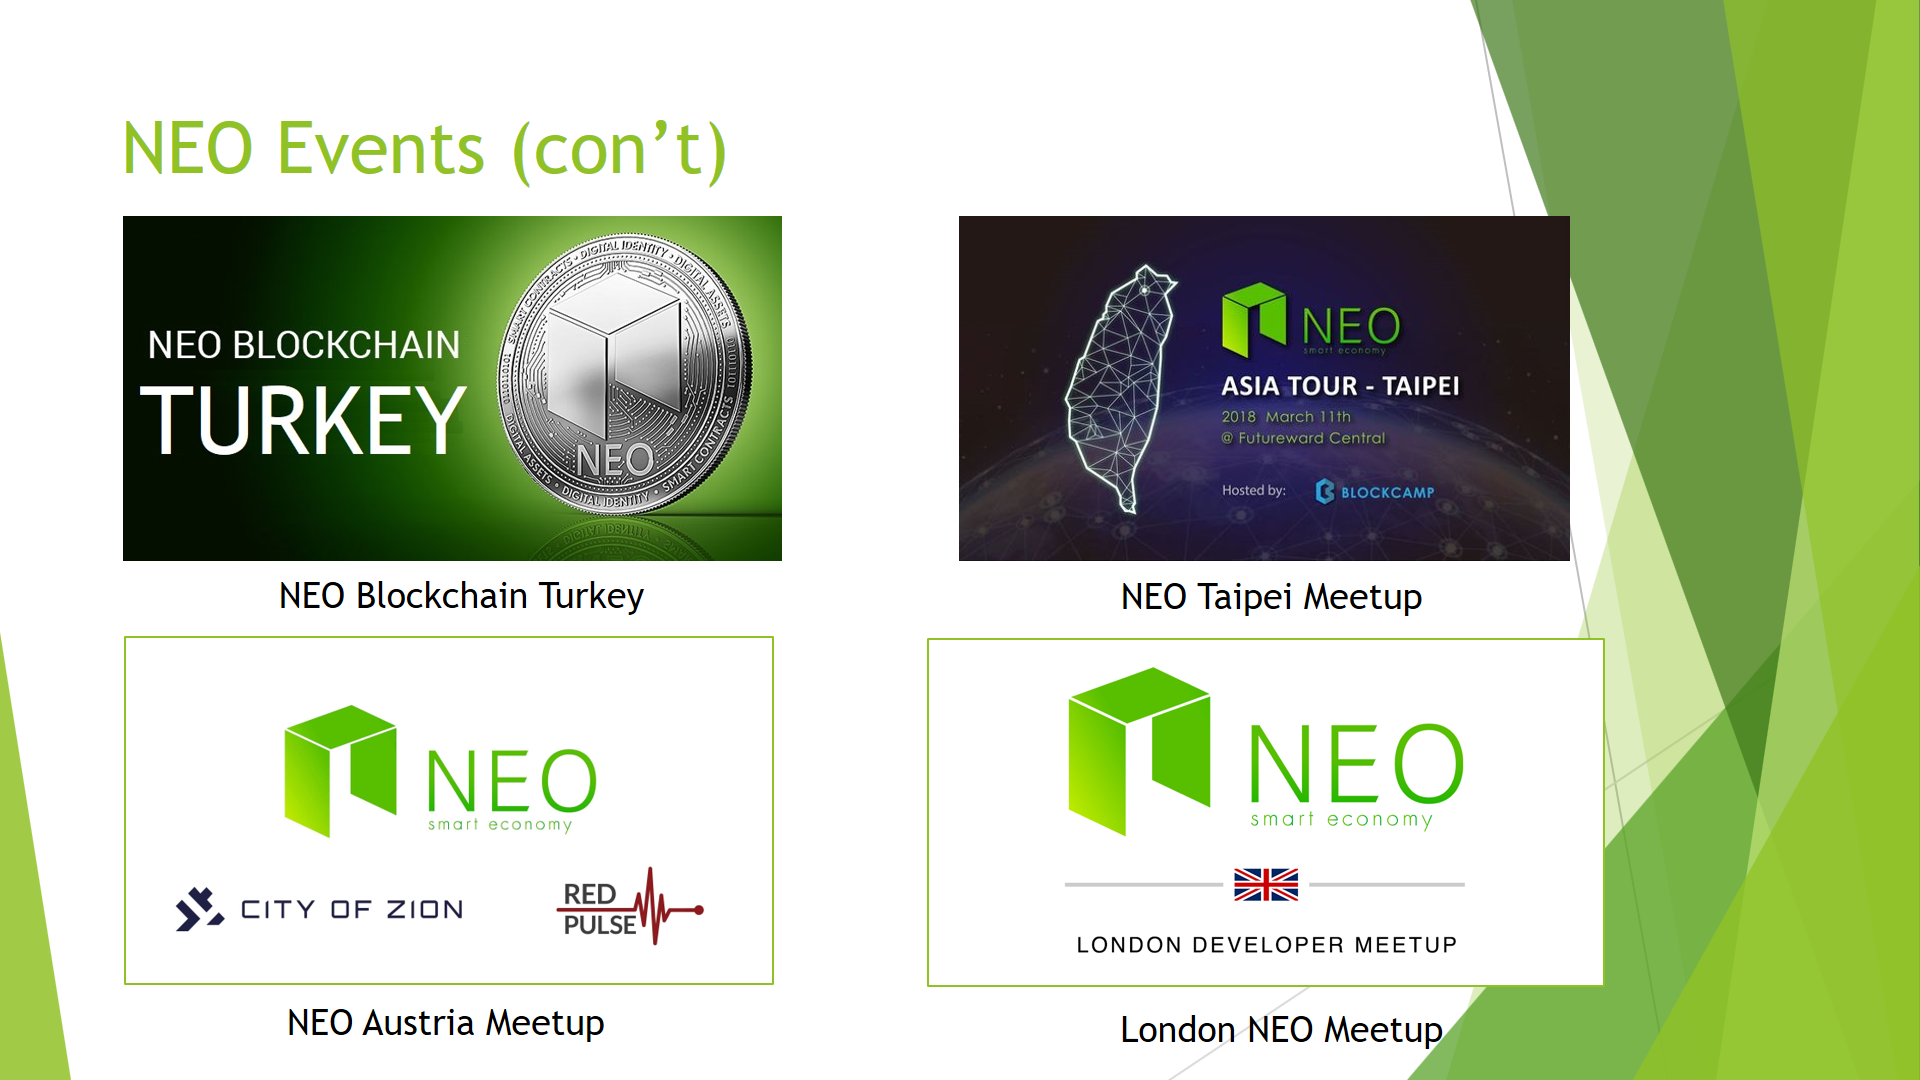 NEO Events (con’t)
NEO BLOCKCHAIN
TURKEY
SMART CONTRACTS • DIGITAL IDENTITY • DIGITAL ASSETS
DIGITAL ASSETS • DIGITAL IDENTITY • SMART CONTRACTS
NEO
NEO Blockchain Turkey
NEO
smart economy
ASIA TOUR - TAIPEI
2018 March 11th
@ Futureward Central
Hosted by: BLOCKCAMP
NEO Taipei Meetup
NEO
smart economy
CITY OF ZION
RED
PULSE
NEO Austria Meetup
NEO
smart economy
LONDON DEVELOPER MEETUP
London NEO Meetup